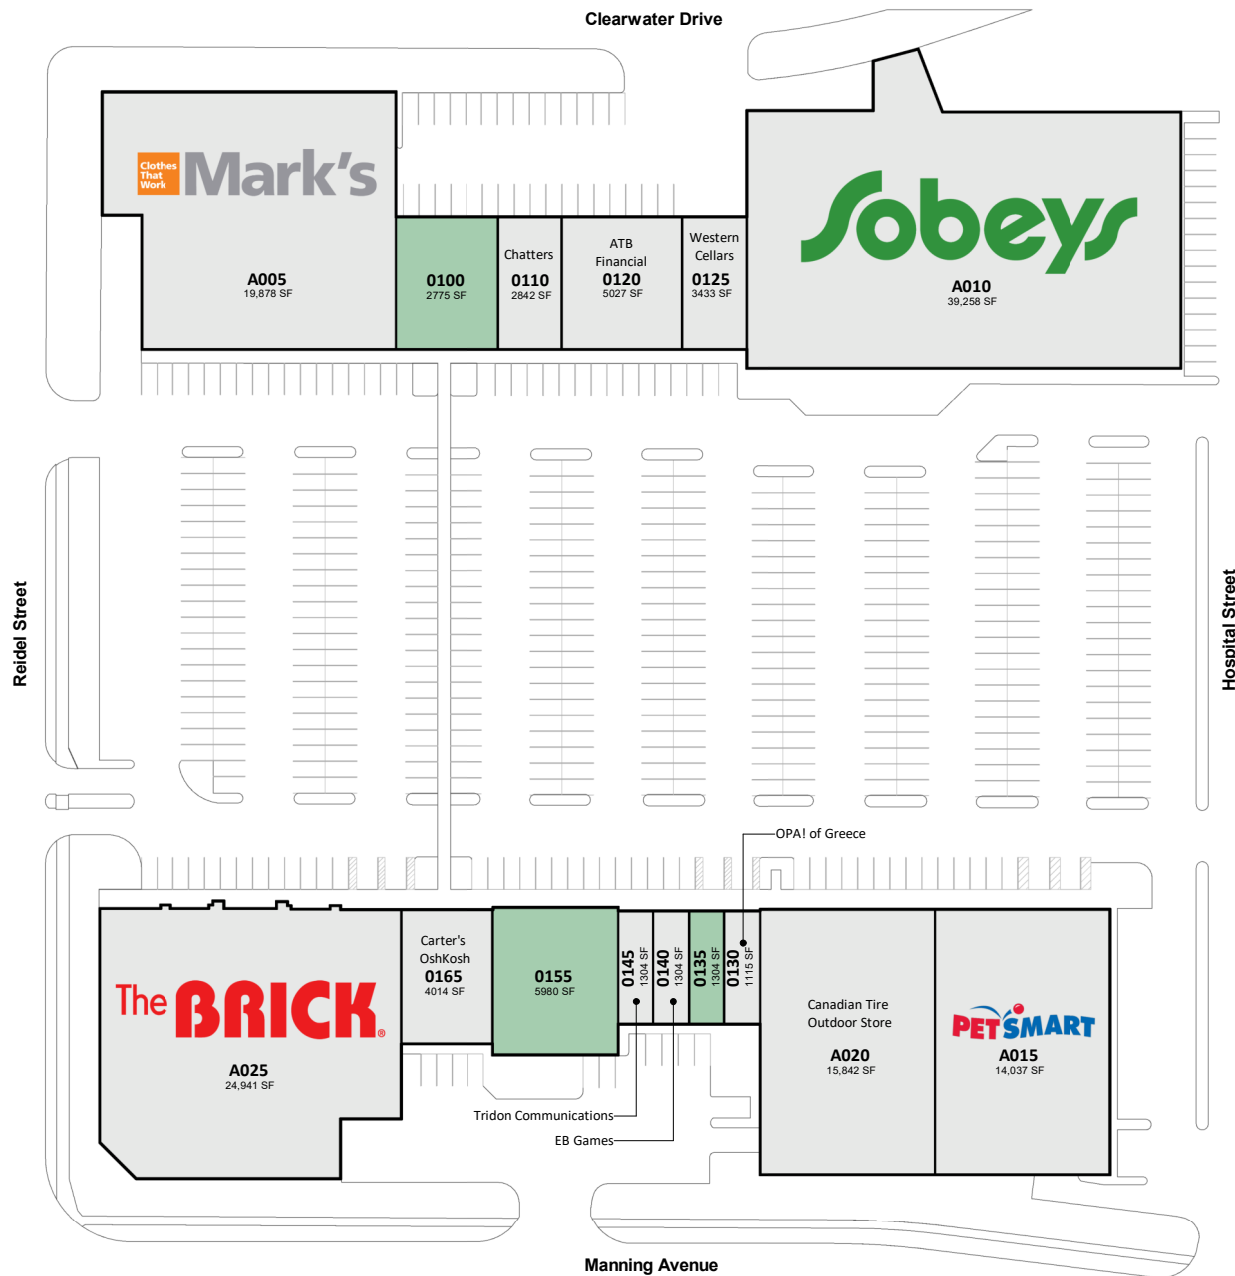 Clearwater Drive
Clothes
That
Work
Mark's
A005
19,878 SF
0100
2775 SF
Chatters
0110
2842 SF
ATB
Financial
0120
5027 SF
Western
Cellars
0125
3433 SF
Sobeys
A010
39,258 SF
Reidel Street
Hospital Street
OPA! of Greece
The BRICK®
A025
24,941 SF
Carter's
OshKosh
0165
4014 SF
0155
5980 SF
0145
1304 SF
0140
1304 SF
0135
1304 SF
0130
1115 SF
Canadian Tire
Outdoor Store
A020
15,842 SF
PETSMART
A015
14,037 SF
Tridon Communications
EB Games
Manning Avenue